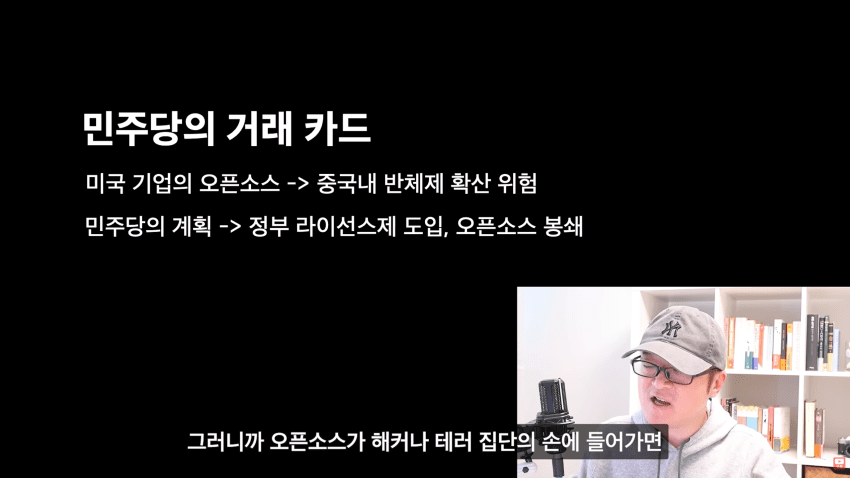 민주당의 거래 카드
미국 기업의 오픈소스 -> 중국내 반체제 확산 위험
민주당의 계획 -> 정부 라이선스제 도입, 오픈소스 봉쇄
그러니까 오픈소스가 해커나 테러 집단의 손에 들어가면